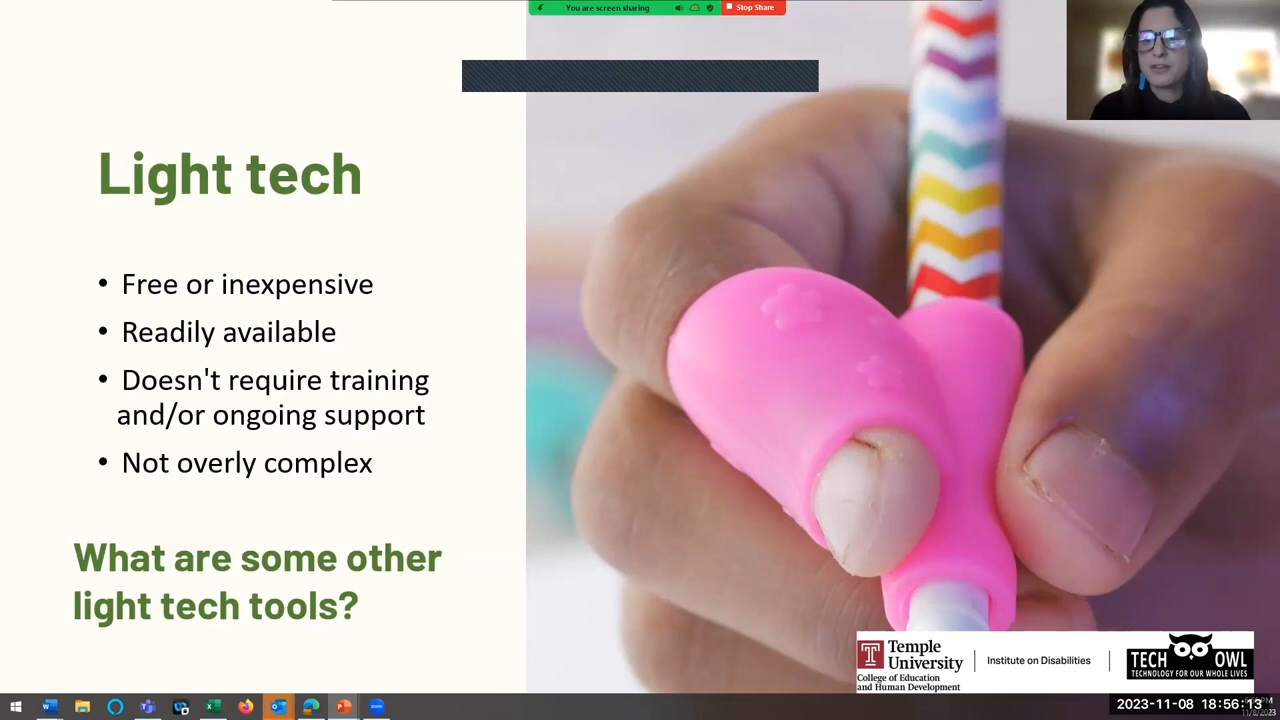 You are screen sharing
Stop Share
Light tech
• Free or inexpensive
• Readily available
• Doesn't require training
and/or ongoing support
• Not overly complex
What are some other
light tech tools?
Temple
University
College of Education
and Human Development
Institute on Disabilities
TECH OWL
TECHNOLOGY FOR OUR WHOLE LIVES
2023-11-08 18:56:13